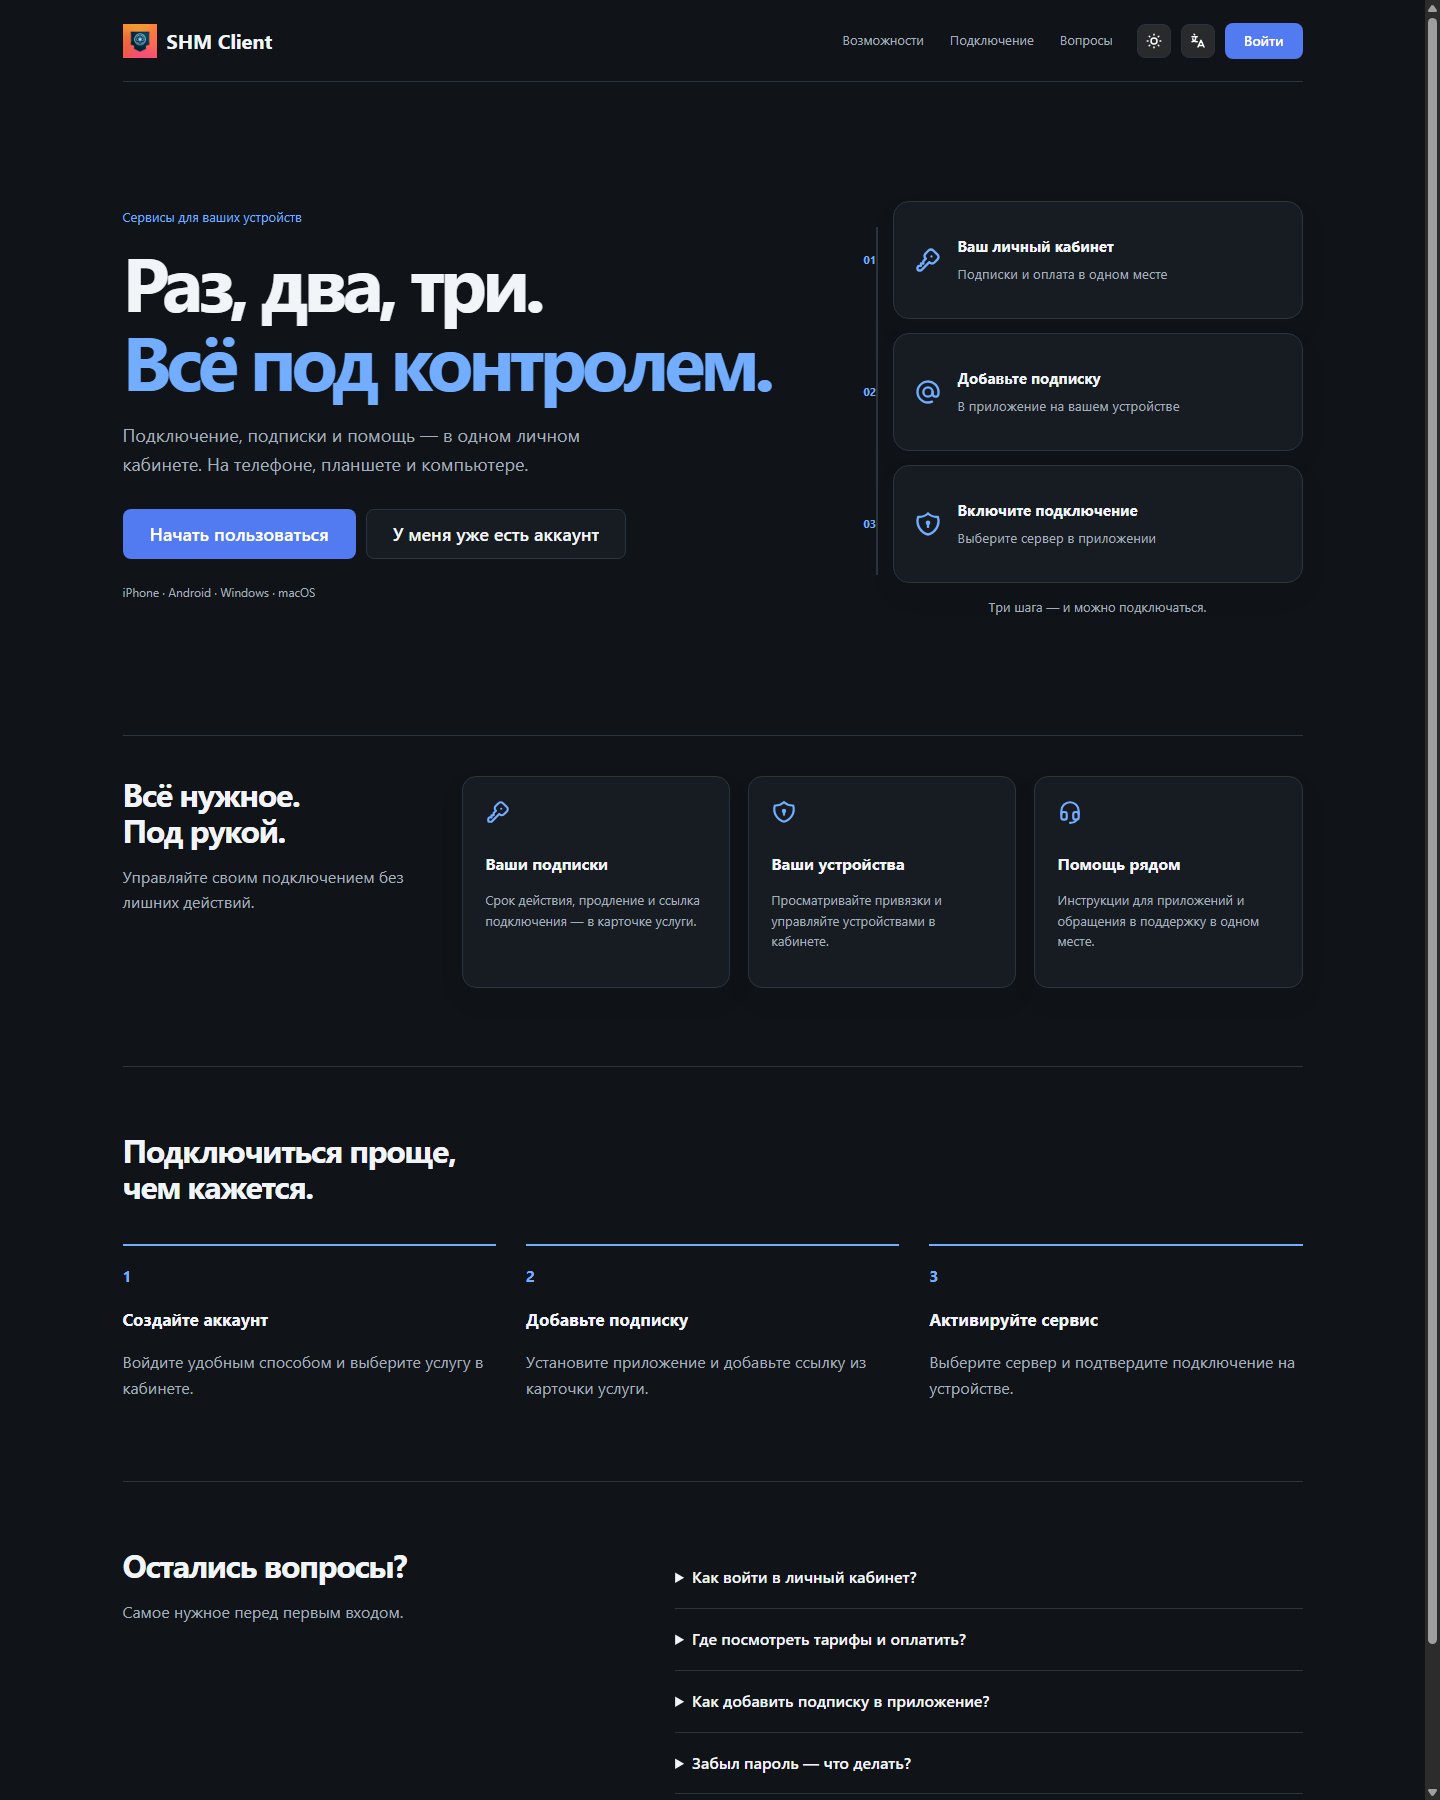 SHM Client
Возможности
Подключение
Вопросы
Войти
Сервисы для ваших устройств
Раз, два, три.
Всё под контролем.
Подключение, подписки и помощь — в одном личном
кабинете. На телефоне, планшете и компьютере.
Начать пользоваться
У меня уже есть аккаунт
iPhone · Android · Windows · macOS
01
Ваш личный кабинет
Подписки и оплата в одном месте
02
Добавьте подписку
В приложение на вашем устройстве
03
Включите подключение
Выберите сервер в приложении
Три шага — и можно подключаться.
Всё нужное.
Под рукой.
Управляйте своим подключением без
лишних действий.
Ваши подписки
Срок действия, продление и ссылка
подключения — в карточке услуги.
Ваши устройства
Просматривайте привязки и
управляйте устройствами в
кабинете.
Помощь рядом
Инструкции для приложений и
обращения в поддержку в одном
месте.
Подключиться проще,
чем кажется.
1
Создайте аккаунт
Войдите удобным способом и выберите услугу в
кабинете.
2
Добавьте подписку
Установите приложение и добавьте ссылку из
карточки услуги.
3
Активируйте сервис
Выберите сервер и подтвердите подключение на
устройстве.
Остались вопросы?
Самое нужное перед первым входом.
Как войти в личный кабинет?
Где посмотреть тарифы и оплатить?
Как добавить подписку в приложение?
Забыл пароль — что делать?